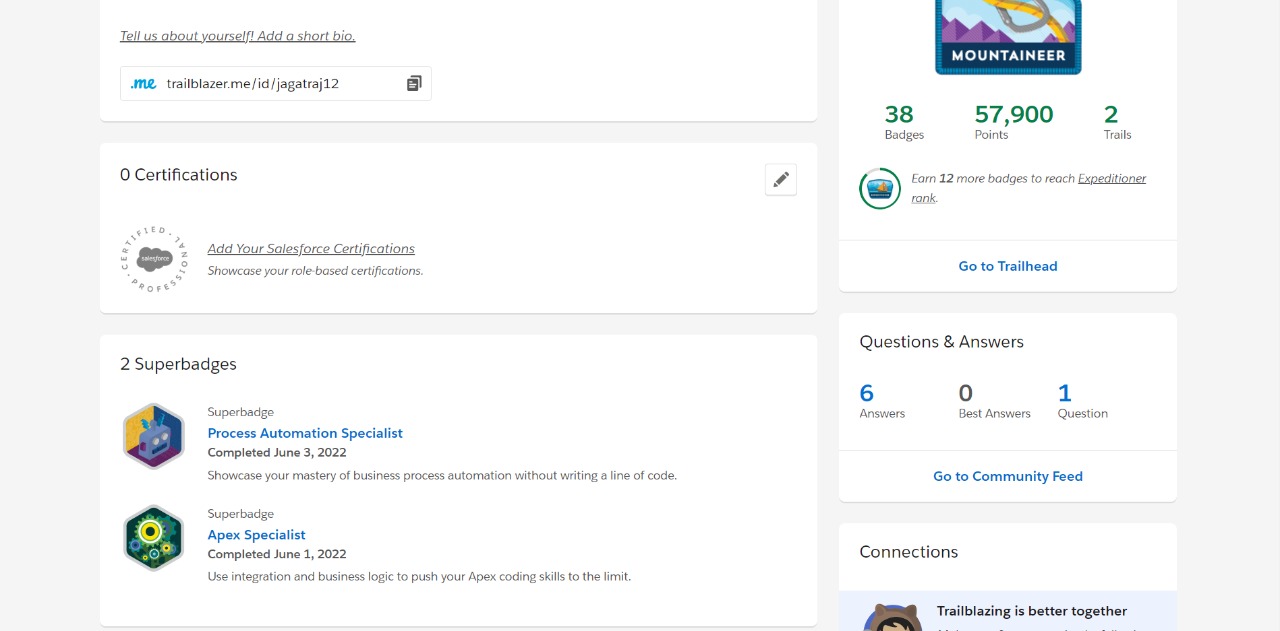 Tell us about yourself! Add a short bio.
.me trailblazer.me/id/jagatraj12
0 Certifications
CERTIFIED · PROFESSIONAL ·
salesforce
Add Your Salesforce Certifications
Showcase your role-based certifications.
2 Superbadges
Superbadge
Process Automation Specialist
Completed June 3, 2022
Showcase your mastery of business process automation without writing a line of code.
Superbadge
Apex Specialist
Completed June 1, 2022
Use integration and business logic to push your Apex coding skills to the limit.
MOUNTAINEER
38 57,900 2
Badges Points Trails
Earn 12 more badges to reach Expeditioner
rank.
Go to Trailhead
Questions & Answers
6 0 1
Answers Best Answers Question
Go to Community Feed
Connections
Trailblazing is better together